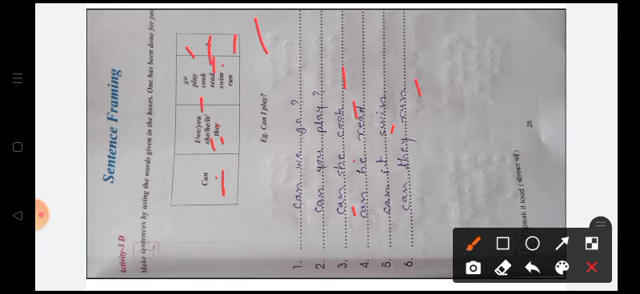 Activity-3 D
Sentence Framing
Make sentences by using the words given in the boxes. One has been done for you
Can
I/we/you
she/he/it/
they
go
play
cook
read
swim
run
Eg. Can I play?
1. can we go ?
2. can you play ?
3. can she cook
4. can he read
5. can it swim
6. can they run
Speak it loud (बोलकर पढ़ें)
26